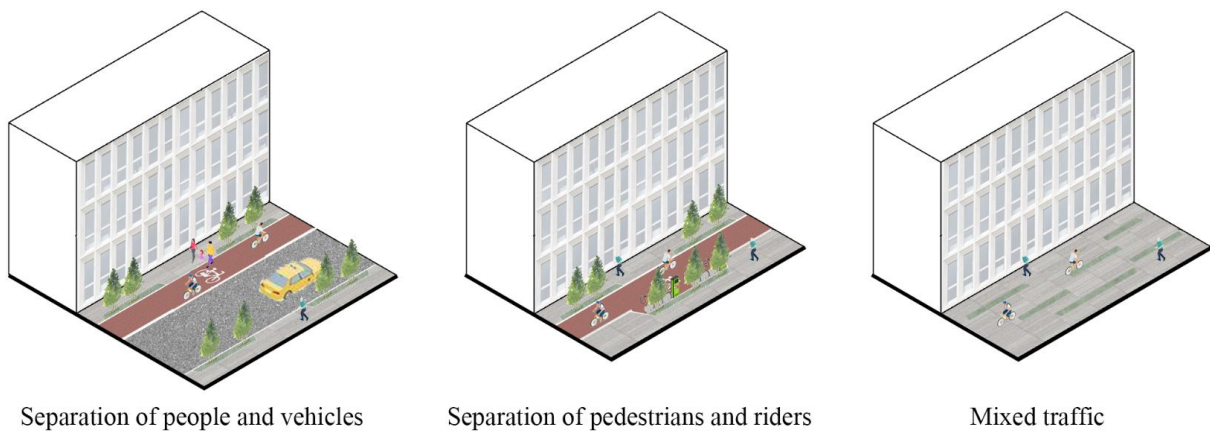 Separation of people and vehicles
Separation of pedestrians and riders
Mixed traffic